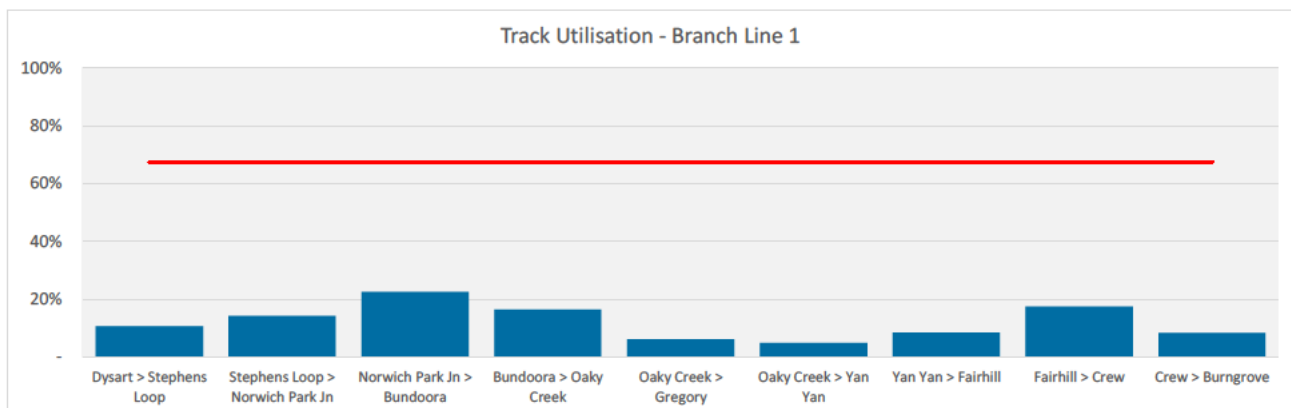 Track Utilisation - Branch Line 1
100%
80%
60%
40%
20%
-
Dysart > Stephens
Loop
Stephens Loop >
Norwich Park Jn
Norwich Park Jn >
Bundoora
Bundoora > Oaky
Creek
Oaky Creek >
Gregory
Oaky Creek > Yan
Yan
Yan Yan > Fairhill
Fairhill > Crew
Crew > Burngrove